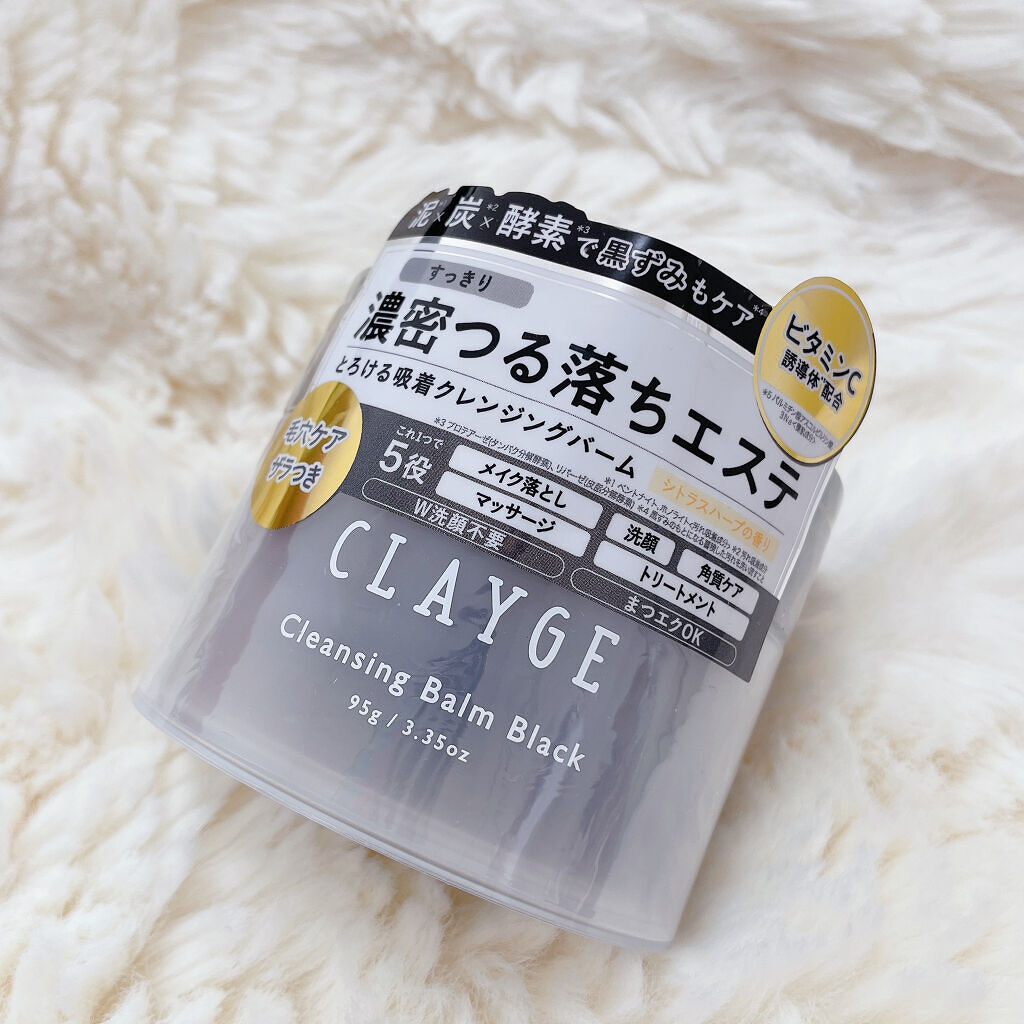 泥×炭*2×酵素*3で黒ずみもケア*4
すっきり
濃密つる落ちエステ
とろける吸着クレンジングバーム
シトラスハーブの香り
ビタミンC
誘導体*5配合
毛穴ケア
ザラつき
これ1つで
5役
メイク落とし
洗顔
角質ケア
マッサージ
トリートメント
W洗顔不要
まつエクOK
CLAYGE
Cleansing Balm Black
95g / 3.35oz